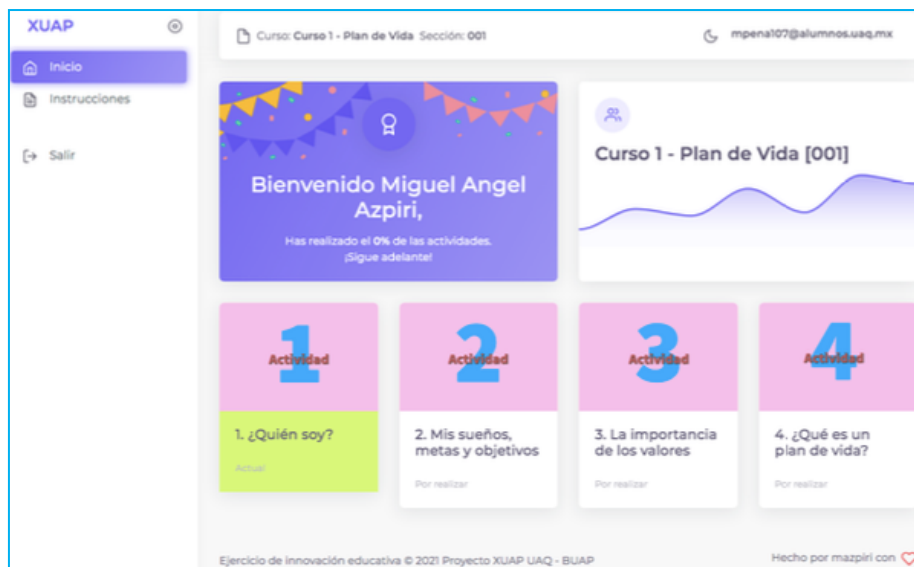 XUAP
Inicio
Instrucciones
Salir
Curso: Curso 1 - Plan de Vida Sección: 001
mpena107@alumnos.uaq.mx
Bienvenido Miguel Angel
Azpiri,
Has realizado el 0% de las actividades.
¡Sigue adelante!
Curso 1 - Plan de Vida [001]
1
Actividad
1. ¿Quién soy?
Actual
2
Actividad
2. Mis sueños,
metas y objetivos
Por realizar
3
Actividad
3. La importancia
de los valores
Por realizar
4
Actividad
4. ¿Qué es un
plan de vida?
Por realizar
Ejercicio de innovación educativa © 2021 Proyecto XUAP UAQ - BUAP
Hecho por mazpiri con